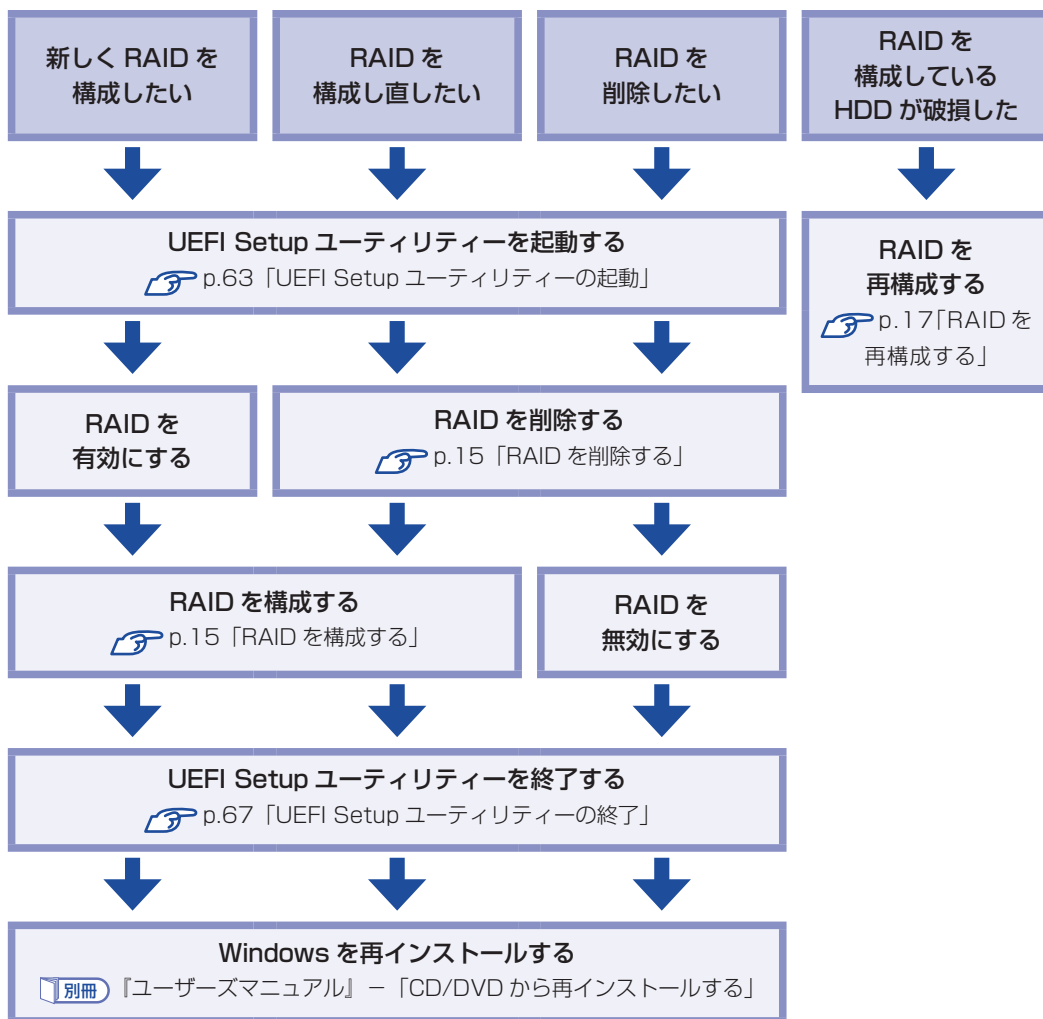 新しく RAID を
構成したい
RAID を
構成し直したい
RAID を
削除したい
RAID を
構成している
HDD が破損した
UEFI Setup ユーティリティーを起動する
p.63「UEFI Setup ユーティリティーの起動」
RAID を
再構成する
p.17「RAID を
再構成する」
RAID を
有効にする
RAID を削除する
p.15「RAID を削除する」
RAID を構成する
p.15「RAID を構成する」
RAID を
無効にする
UEFI Setup ユーティリティーを終了する
p.67「UEFI Setup ユーティリティーの終了」
Windows を再インストールする
別冊 『ユーザーズマニュアル』－「CD/DVD から再インストールする」